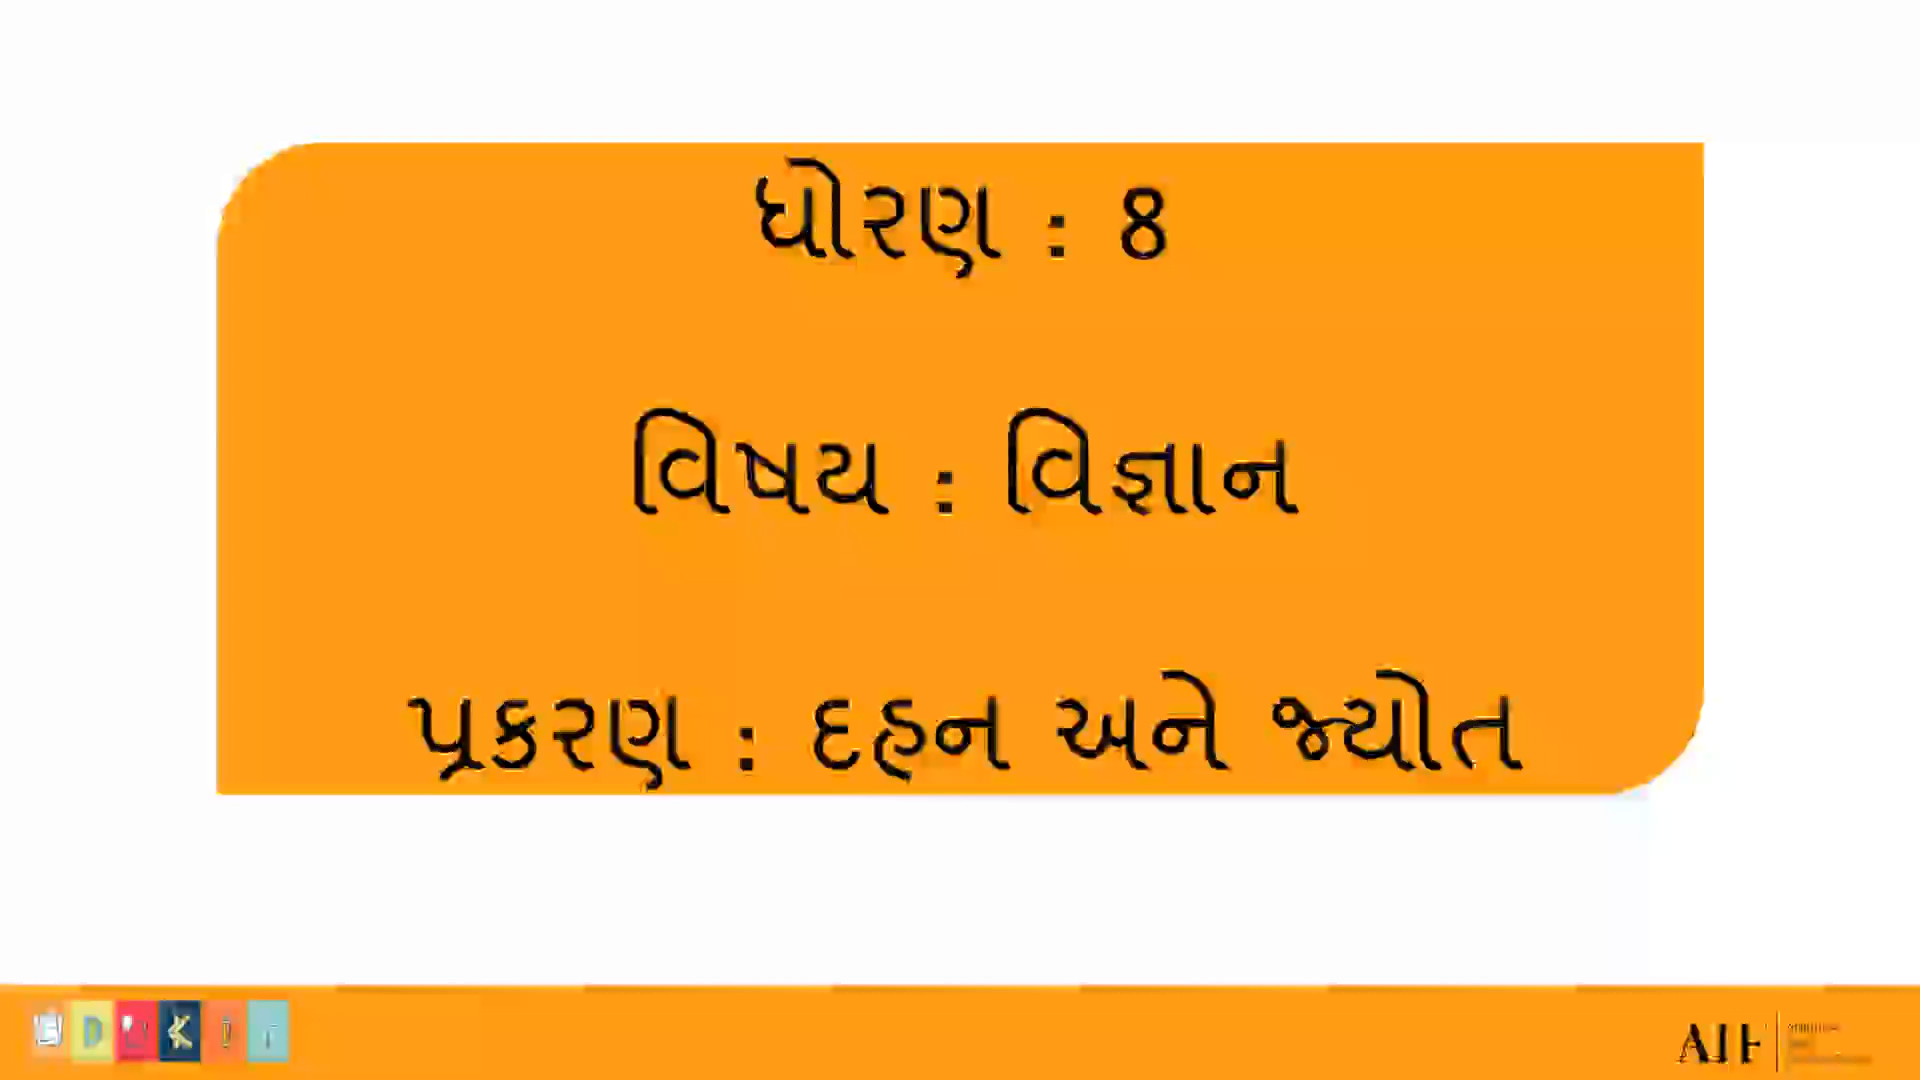 ધોરણ : 8
વિષય : વિજ્ઞાન
પ્રકરણ : દહન અને જ્યોત